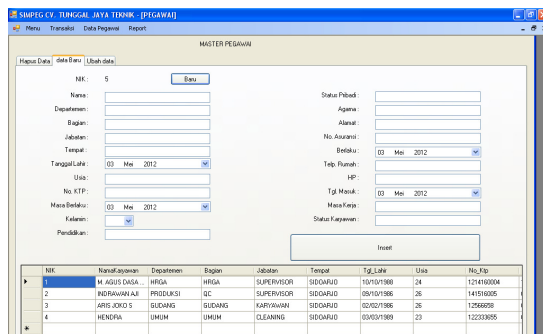 SIMPEG CV. TUNGGAL JAYA TEKNIK - [PEGAWAI]
Menu Transaksi Data Pegawai Report
MASTER PEGAWAI
Hapus Data data Baru Ubah data
NIK : 5 Baru
Nama : Status Pribadi :
Departemen : Agama :
Bagian : Alamat :
Jabatan : No. Asuransi :
Tempat : Berlaku : 03 Mei 2012
Tanggal Lahir : 03 Mei 2012 Telp. Rumah :
Usia : HP :
No. KTP : Tgl. Masuk : 03 Mei 2012
Masa Berlaku : 03 Mei 2012 Masa Kerja :
Kelamin : Status Karyawan :
Pendidikan :
Insert
NIK NamaKaryawan Departemen Bagian Jabatan Tempat Tgl_Lahir Usia No_Ktp
1 M. AGUS DASA ... HRGA HRGA SUPERVISOR SIDOARJO 10/10/1988 24 1214160004
2 INDRAWAN AJI PRODUKSI QC SUPERVISOR SIDOARJO 09/10/1986 26 141516005
3 ARIS JOKO S GUDANG GUDANG KARYAWAN SIDOARJO 02/02/1986 26 12566658
4 HENDRA UMUM UMUM CLEANING SIDOARJO 03/03/1989 23 122333655